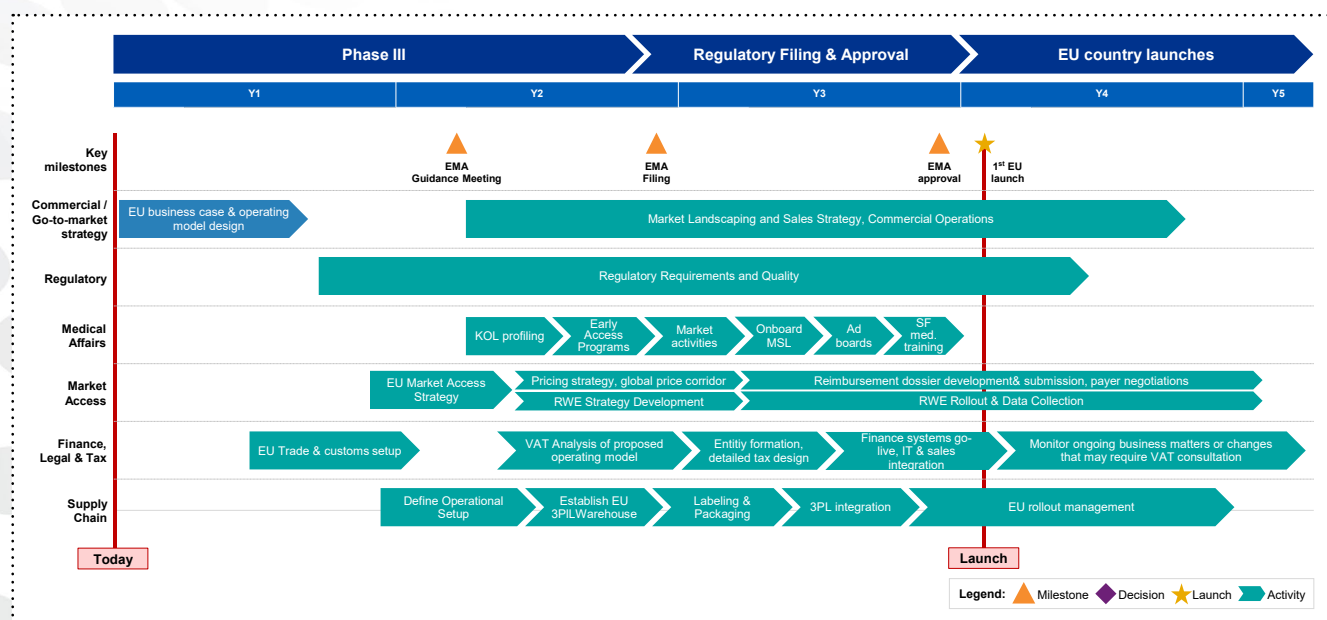 Phase III
Regulatory Filing & Approval
EU country launches
Y1
Y2
Y3
Y4
Y5
Key
milestones
EMA
Guidance Meeting
EMA
Filing
EMA
approval
1st EU
launch
Commercial /
Go-to-market
strategy
EU business case & operating
model design
Market Landscaping and Sales Strategy, Commercial Operations
Regulatory
Regulatory Requirements and Quality
Medical
Affairs
KOL profiling
Early
Access
Programs
Market
activities
Onboard
MSL
Ad
boards
SF
med.
training
Market
Access
EU Market Access
Strategy
Pricing strategy, global price corridor
Reimbursement dossier development& submission, payer negotiations
RWE Strategy Development
RWE Rollout & Data Collection
Finance,
Legal & Tax
EU Trade & customs setup
VAT Analysis of proposed
operating model
Entitiy formation,
detailed tax design
Finance systems go-
live, IT & sales
integration
Monitor ongoing business matters or changes
that may require VAT consultation
Supply
Chain
Define Operational
Setup
Establish EU
3PILWarehouse
Labeling &
Packaging
3PL integration
EU rollout management
Today
Launch
Legend:
Milestone
Decision
Launch
Activity